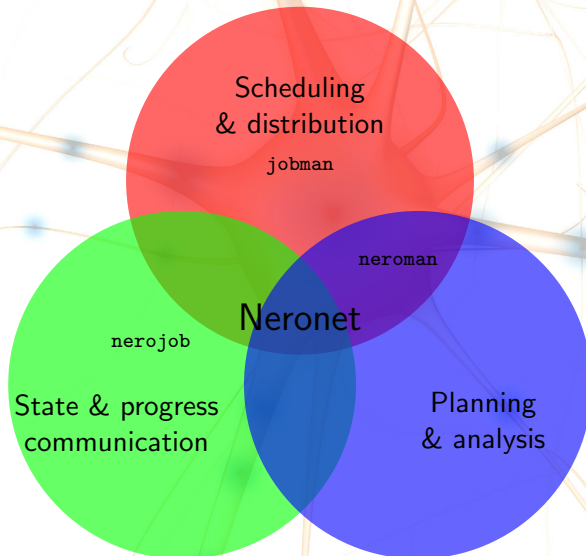 Scheduling
& distribution
jobman
neroman
Neronet
nerojob
State & progress
communication
Planning
& analysis